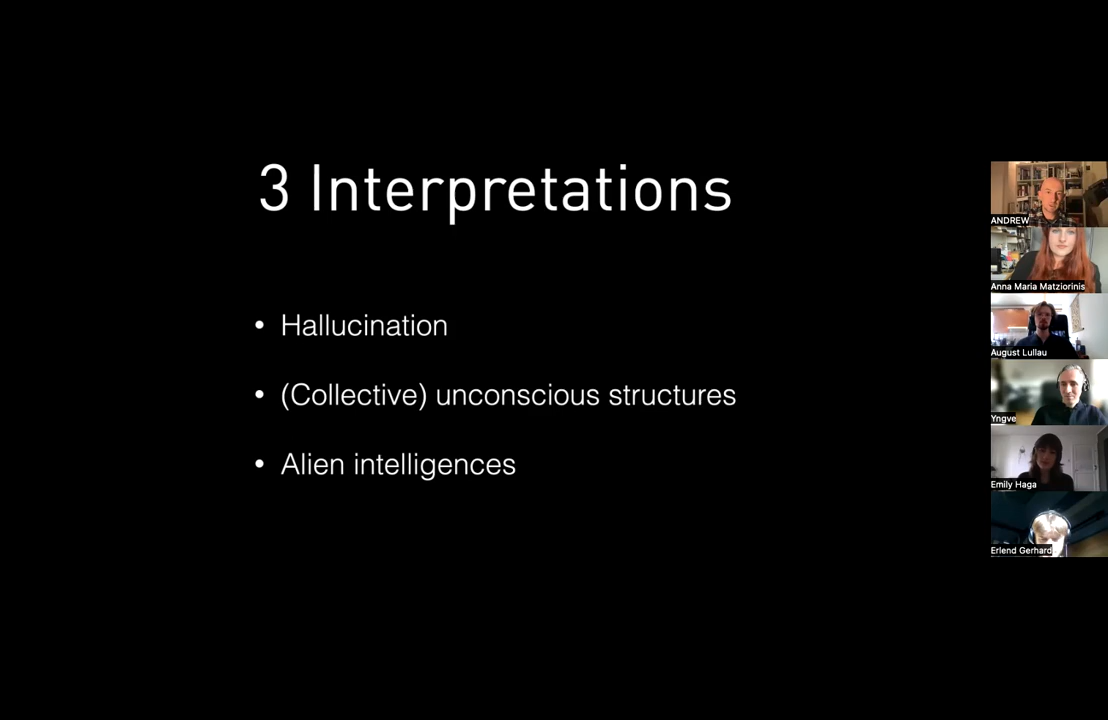 3 Interpretations
• Hallucination
• (Collective) unconscious structures
• Alien intelligences
ANDREW
Anna Maria Matziorinis
August Lullau
Yngve
Emily Haga
Erlend Gerhard